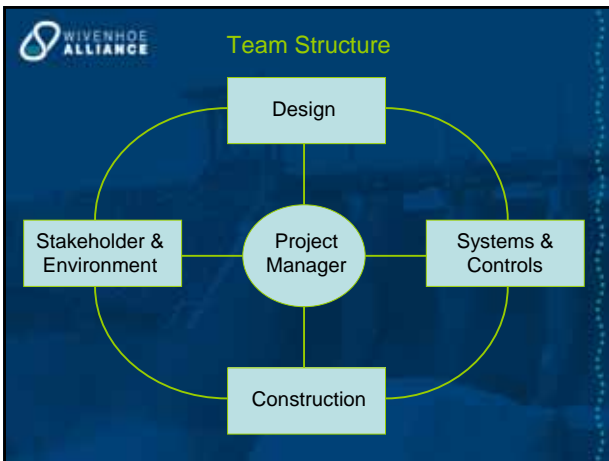 WIVENHOE
ALLIANCE
Team Structure
Design
Stakeholder &
Environment
Project
Manager
Systems &
Controls
Construction